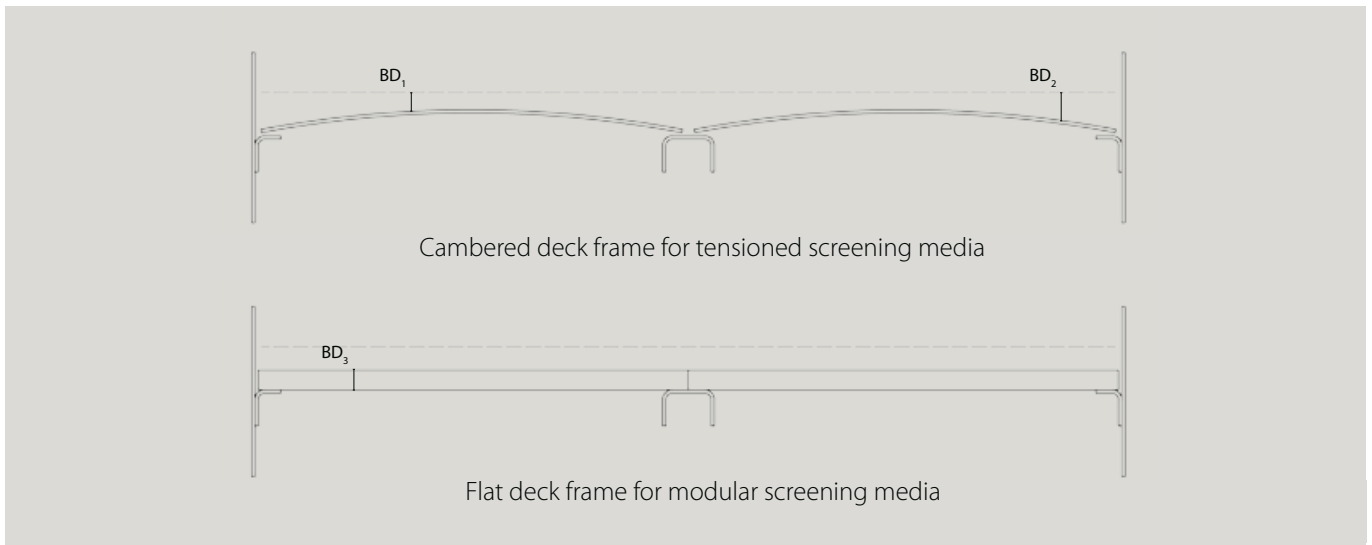 BD₁
BD₂
Cambered deck frame for tensioned screening media
BD₃
Flat deck frame for modular screening media